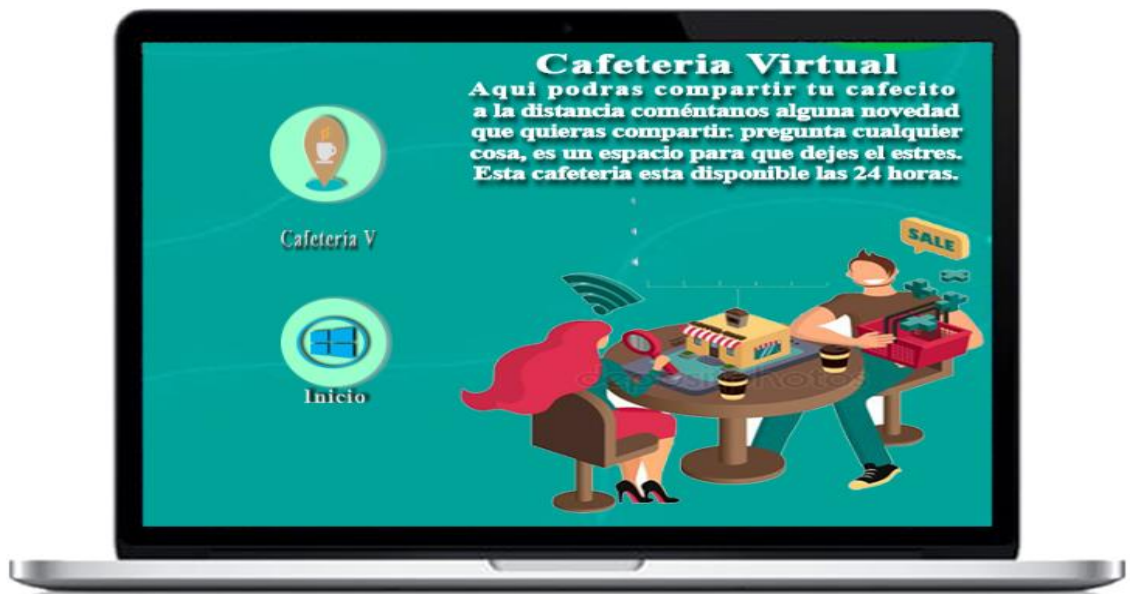 Cafeteria Virtual
Aqui podras compartir tu cafecito
a la distancia coméntanos alguna novedad
que quieras compartir. pregunta cualquier
cosa, es un espacio para que dejes el estres.
Esta cafeteria esta disponible las 24 horas.
Cafeteria V
Inicio
SALE
depositphotos